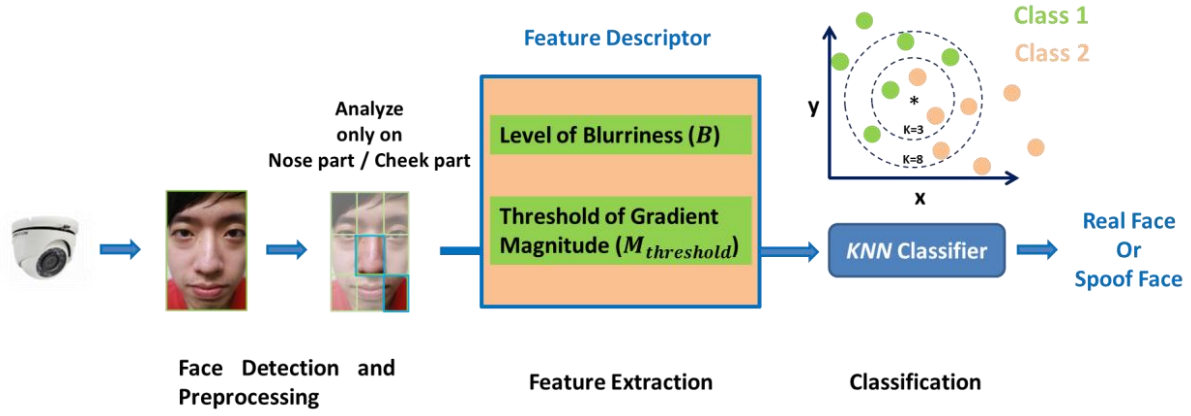 Feature Descriptor
Analyze
only on
Nose part / Cheek part
Level of Blurriness (B)
Threshold of Gradient
Magnitude (M_threshold)
Class 1
Class 2
y
*
K=3
K=8
x
KNN Classifier
Real Face
Or
Spoof Face
Face Detection and
Preprocessing
Feature Extraction
Classification